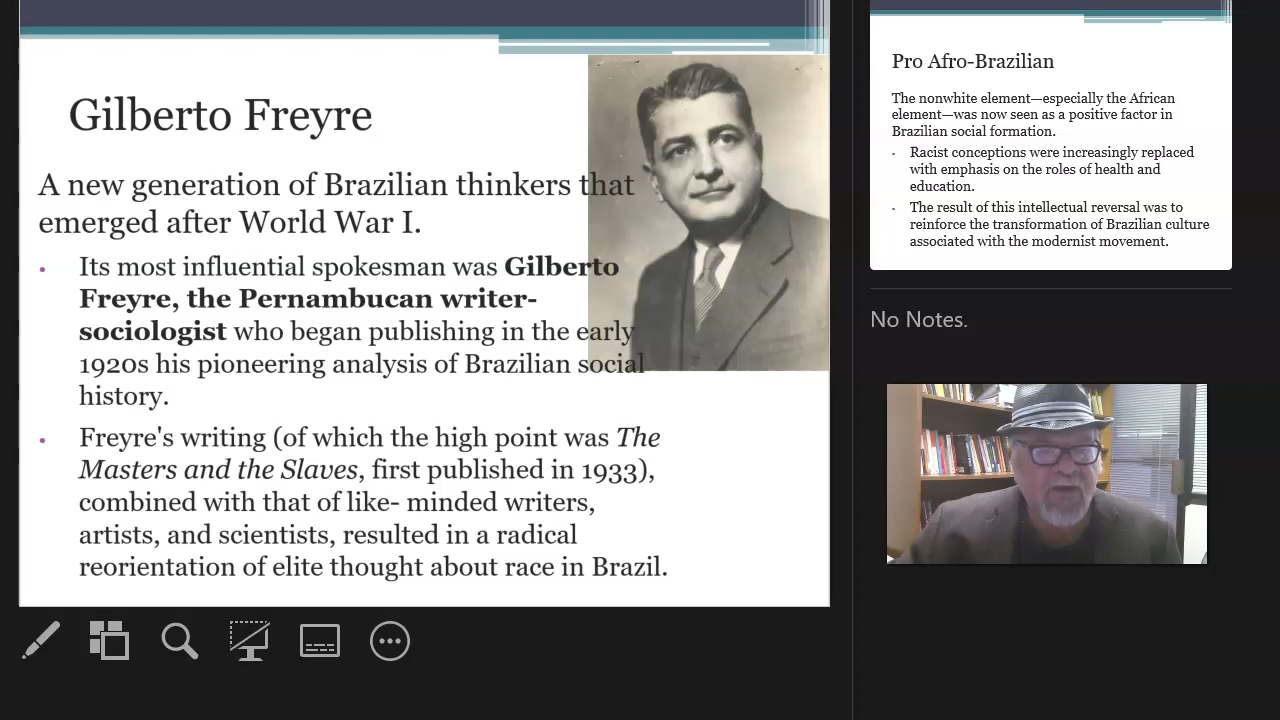 Gilberto Freyre
A new generation of Brazilian thinkers that
emerged after World War I.
• Its most influential spokesman was Gilberto
Freyre, the Pernambucan writer-
sociologist who began publishing in the early
1920s his pioneering analysis of Brazilian social
history.
• Freyre's writing (of which the high point was The
Masters and the Slaves, first published in 1933),
combined with that of like- minded writers,
artists, and scientists, resulted in a radical
reorientation of elite thought about race in Brazil.
Pro Afro-Brazilian
The nonwhite element—especially the African
element—was now seen as a positive factor in
Brazilian social formation.
- Racist conceptions were increasingly replaced
with emphasis on the roles of health and
education.
- The result of this intellectual reversal was to
reinforce the transformation of Brazilian culture
associated with the modernist movement.
No Notes.